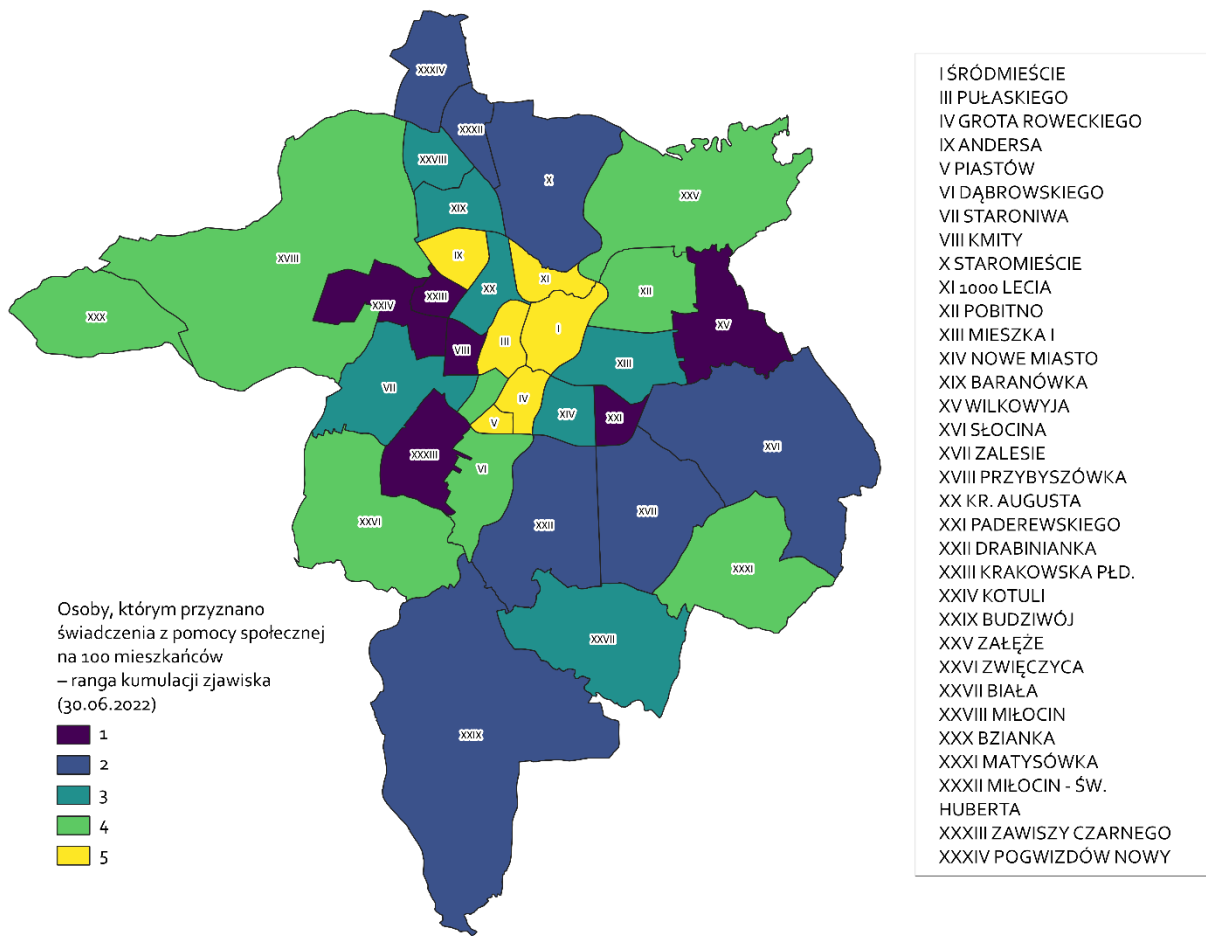 XXXIV
XXXII
XXVIII
X
XXV
XIX
IX
XVIII
XI
XX
XII
XXIII
XXIV
XXX
I
XV
III
VIII
XIII
VII
IV
XIV
XXI
V
XVI
XXXIII
VI
XXVI
XXII
XVII
XXXI
XXVII
XXIX
Osoby, którym przyznano
świadczenia z pomocy społecznej
na 100 mieszkańców
– ranga kumulacji zjawiska
(30.06.2022)
1
2
3
4
5
I ŚRÓDMIEŚCIE
III PUŁASKIEGO
IV GROTA ROWECKIEGO
IX ANDERSA
V PIASTÓW
VI DĄBROWSKIEGO
VII STARONIWA
VIII KMITY
X STAROMIEŚCIE
XI 1000 LECIA
XII POBITNO
XIII MIESZKA I
XIV NOWE MIASTO
XIX BARANÓWKA
XV WILKOWYJA
XVI SŁOCINA
XVII ZALESIE
XVIII PRZYBYSZÓWKA
XX KR. AUGUSTA
XXI PADEREWSKIEGO
XXII DRABINIANKA
XXIII KRAKOWSKA PŁD.
XXIV KOTULI
XXIX BUDZIWÓJ
XXV ZAŁĘŻE
XXVI ZWIĘCZYCA
XXVII BIAŁA
XXVIII MIŁOCIN
XXX BZIANKA
XXXI MATYSÓWKA
XXXII MIŁOCIN - ŚW.
HUBERTA
XXXIII ZAWISZY CZARNEGO
XXXIV POGWIZDÓW NOWY